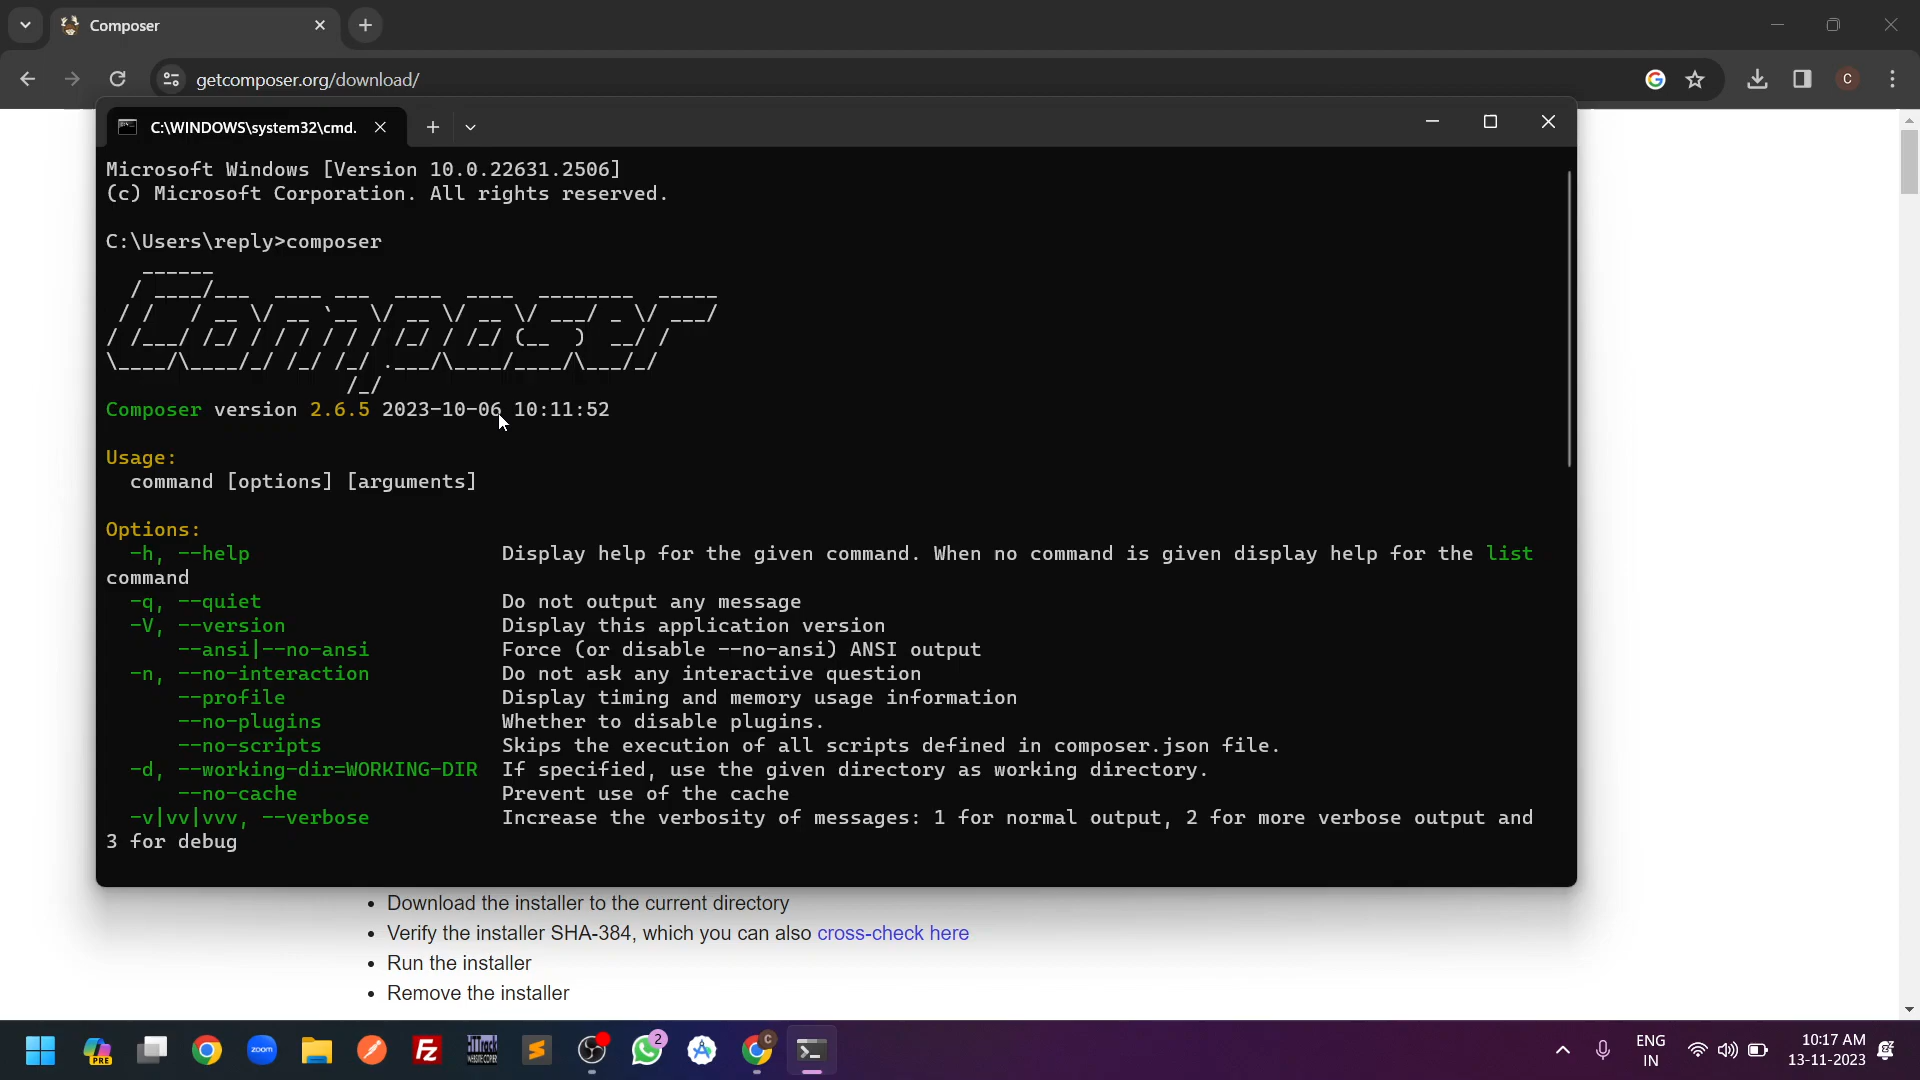 Composer
getcomposer.org/download/
C
C:\WINDOWS\system32\cmd.
Microsoft Windows [Version 10.0.22631.2506]
(c) Microsoft Corporation. All rights reserved.
C:\Users\reply>composer
Composer
Composer version 2.6.5 2023-10-06 10:11:52
Usage:
command [options] [arguments]
Options:
-h, --help Display help for the given command. When no command is given display help for the list
command
-q, --quiet Do not output any message
-V, --version Display this application version
--ansi|--no-ansi Force (or disable --no-ansi) ANSI output
-n, --no-interaction Do not ask any interactive question
--profile Display timing and memory usage information
--no-plugins Whether to disable plugins.
--no-scripts Skips the execution of all scripts defined in composer.json file.
-d, --working-dir=WORKING-DIR If specified, use the given directory as working directory.
--no-cache Prevent use of the cache
-v|vv|vvv, --verbose Increase the verbosity of messages: 1 for normal output, 2 for more verbose output and
3 for debug
Download the installer to the current directory
Verify the installer SHA-384, which you can also cross-check here
Run the installer
Remove the installer
PRE
zoom
Fz
HTTrack
WEBSITE COPIER
2
C
ENG
IN
10:17 AM
13-11-2023